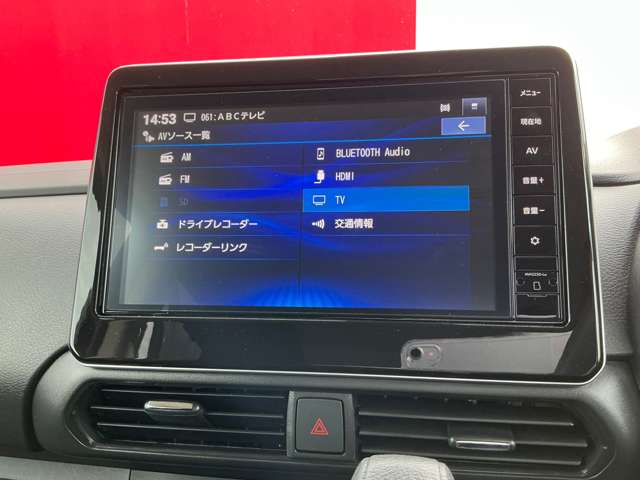 14:53 061:ABCテレビ
AVソース一覧
AM
FM
SD
ドライブレコーダー
レコーダーリンク
BLUETOOTH Audio
HDMI
TV
交通情報
メニュー
現在地
AV
音量+
音量-